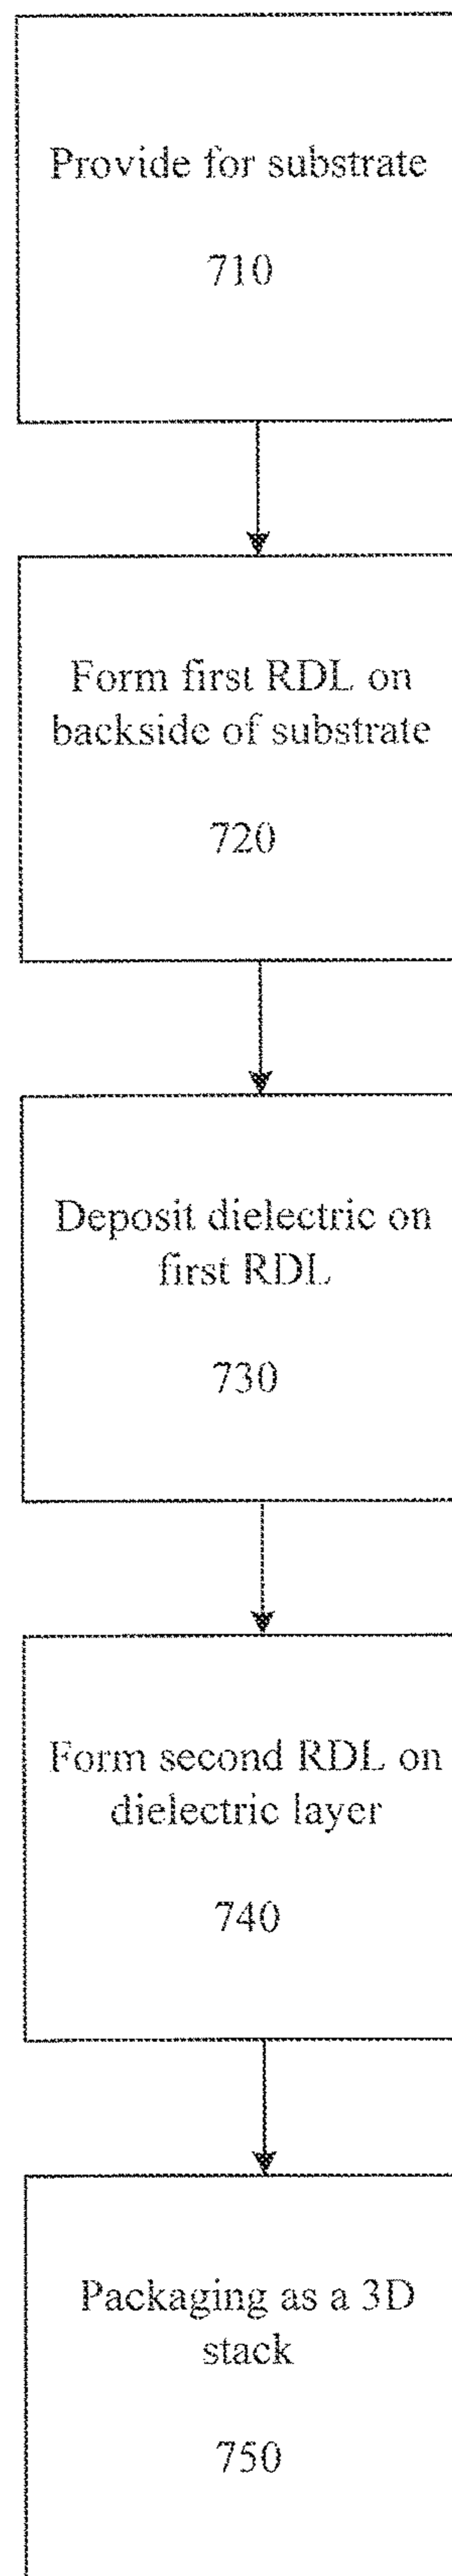 Provide for substrate
710
Form first RDL on
backside of substrate
720
Deposit dielectric on
first RDL
730
Form second RDL on
dielectric layer
740
Packaging as a 3D
stack
750